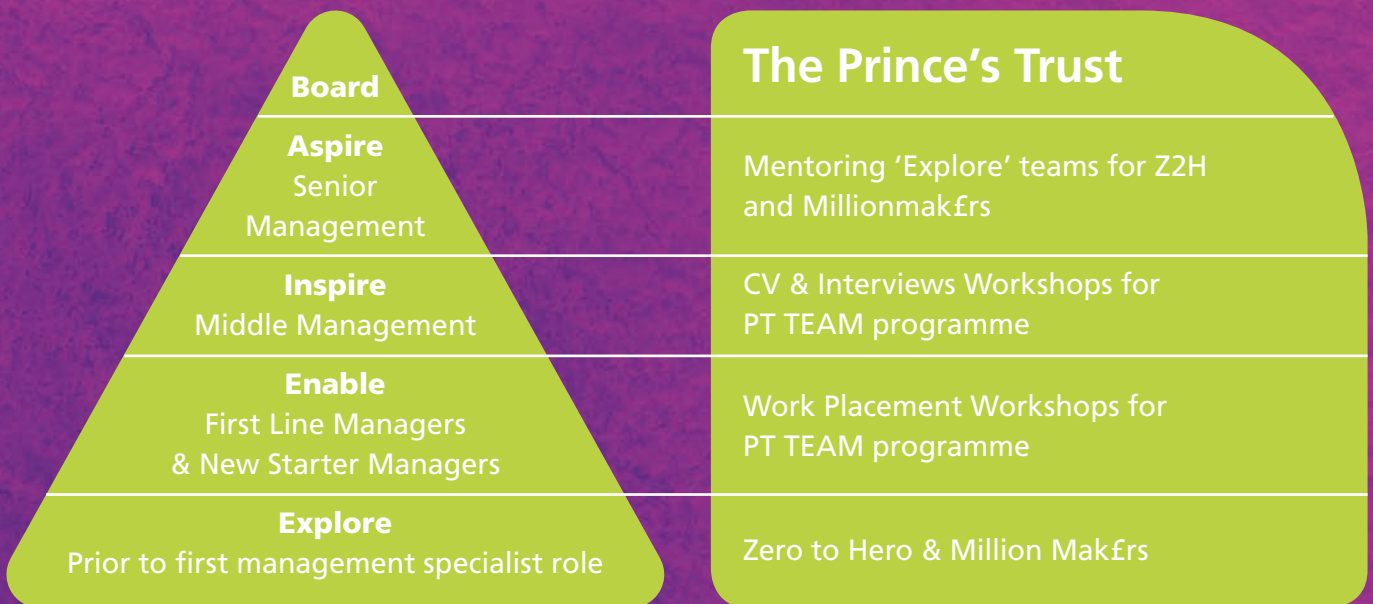 Board
Aspire
Senior
Management
Inspire
Middle Management
Enable
First Line Managers
& New Starter Managers
Explore
Prior to first management specialist role
The Prince’s Trust
Mentoring ‘Explore’ teams for Z2H
and Millionmak£rs
CV & Interviews Workshops for
PT TEAM programme
Work Placement Workshops for
PT TEAM programme
Zero to Hero & Million Mak£rs